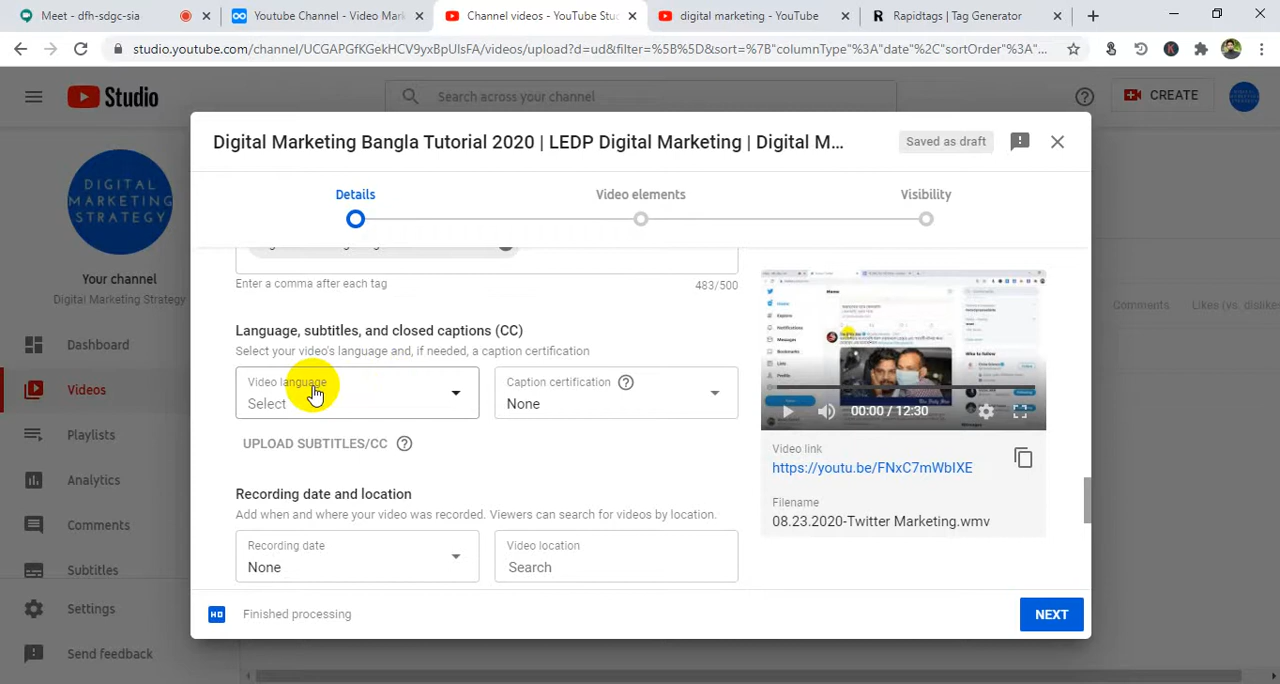 Meet - dfh-sdgc-sia
Youtube Channel - Video Mark
Channel videos - YouTube Stu
digital marketing - YouTube
Rapidtags | Tag Generator
studio.youtube.com/channel/UCGAPGfKGekHCV9yxBpUlsFA/videos/upload?d=ud&filter=%5B%5D&sort=%7B"columnType"%3A"date"%2C"sortOrder"%3A"...
Studio
Search across your channel
CREATE
DIGITAL
MARKETING
STRATEGY
Your channel
Digital Marketing Strategy
Dashboard
Videos
Playlists
Analytics
Comments
Subtitles
Settings
Send feedback
Comments
Likes (vs. dislikes
Digital Marketing Bangla Tutorial 2020 | LEDP Digital Marketing | Digital M...
Saved as draft
Details
Video elements
Visibility
Enter a comma after each tag
483/500
Language, subtitles, and closed captions (CC)
Select your video's language and, if needed, a caption certification
Video language
Select
Caption certification
None
UPLOAD SUBTITLES/CC
Recording date and location
Add when and where your video was recorded. Viewers can search for videos by location.
Recording date
None
Video location
Search
00:00 / 12:30
Video link
https://youtu.be/FNxC7mWbIXE
Filename
08.23.2020-Twitter Marketing.wmv
HD
Finished processing
NEXT